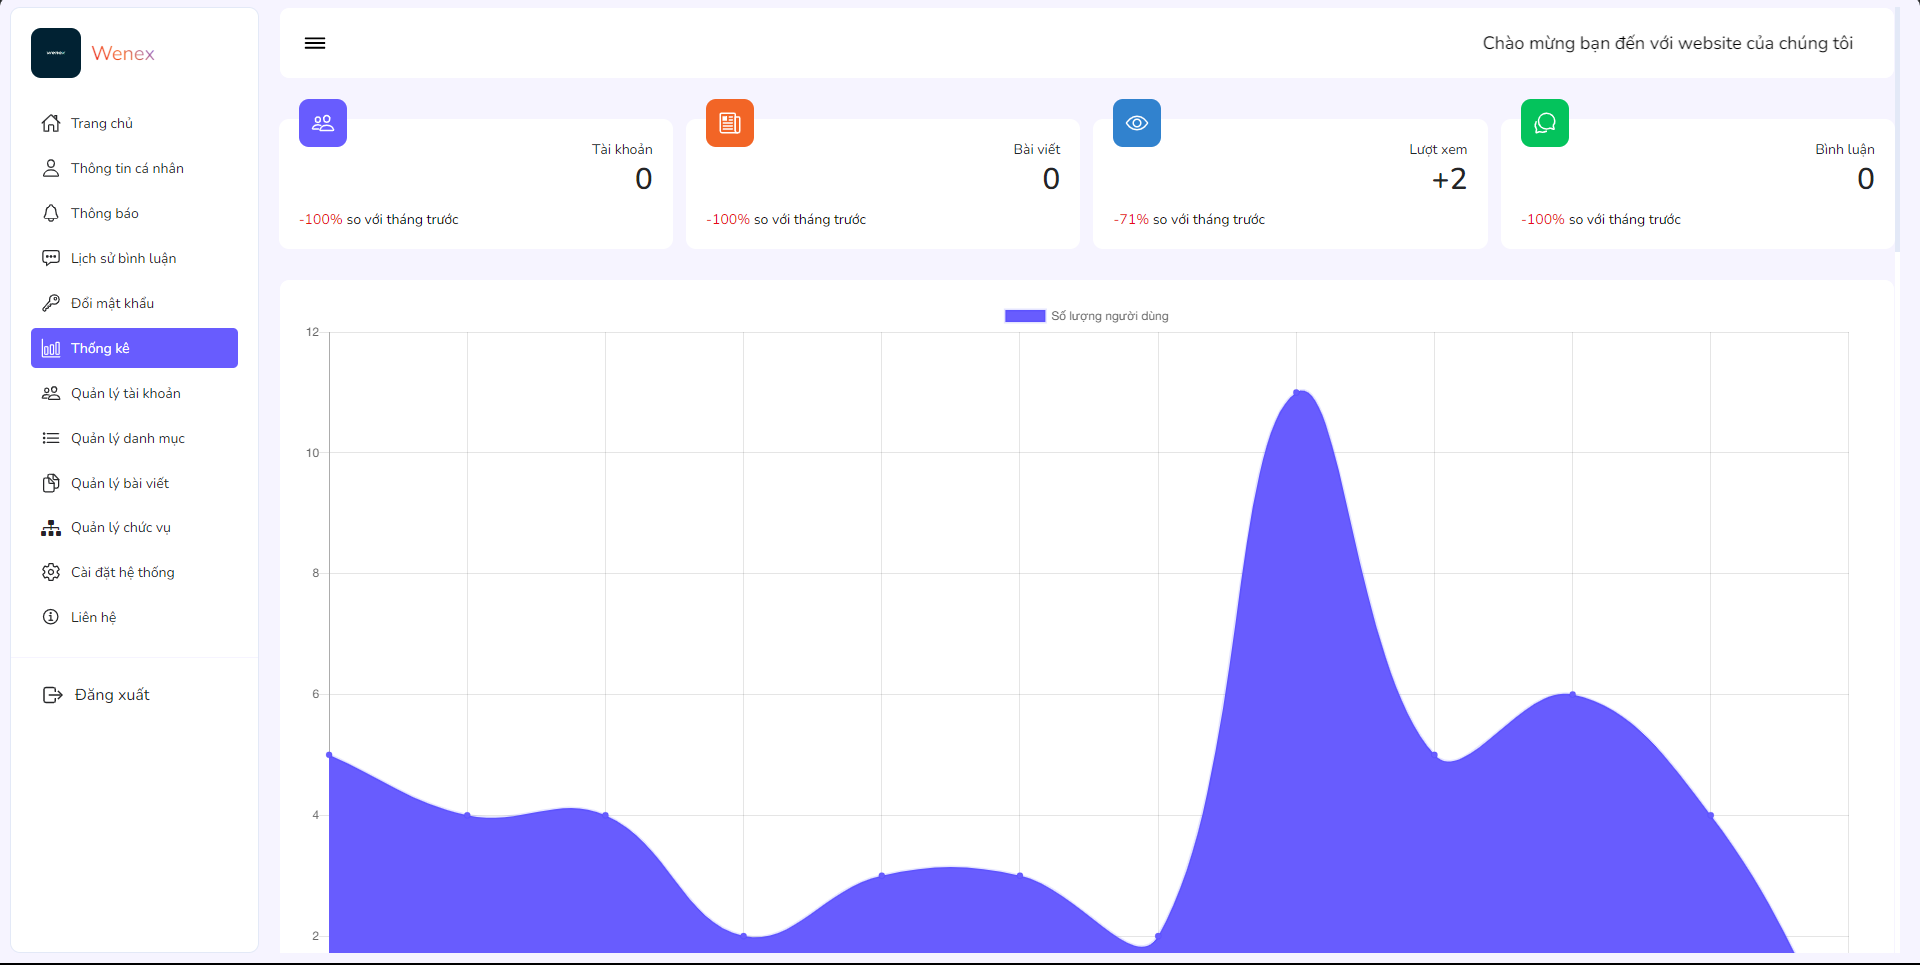 wenex
Wenex
Trang chủ
Thông tin cá nhân
Thông báo
Lịch sử bình luận
Đổi mật khẩu
Thống kê
Quản lý tài khoản
Quản lý danh mục
Quản lý bài viết
Quản lý chức vụ
Cài đặt hệ thống
Liên hệ
Đăng xuất
Chào mừng bạn đến với website của chúng tôi
Tài khoản
0
-100% so với tháng trước
Bài viết
0
-100% so với tháng trước
Lượt xem
+2
-71% so với tháng trước
Bình luận
0
-100% so với tháng trước
Số lượng người dùng
12
10
8
6
4
2